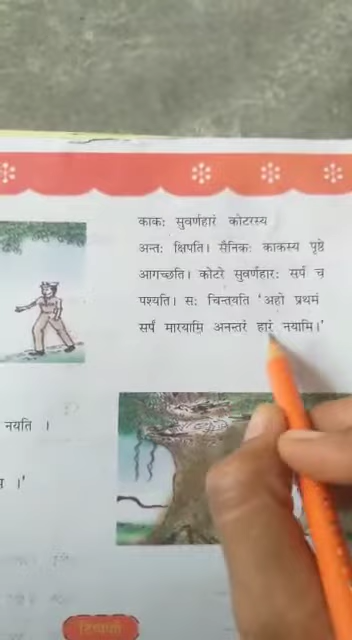 काकः सुवर्णहारं कोटरस्य
अन्तः क्षिपति। सैनिकः काकस्य पृष्ठे
आगच्छति। कोटरे सुवर्णहारः सर्पं च
पश्यति। सः चिन्तयति 'अहो प्रथमं
सर्पं मारयामि अनन्तरं हारं नयामि।'
नयति ।